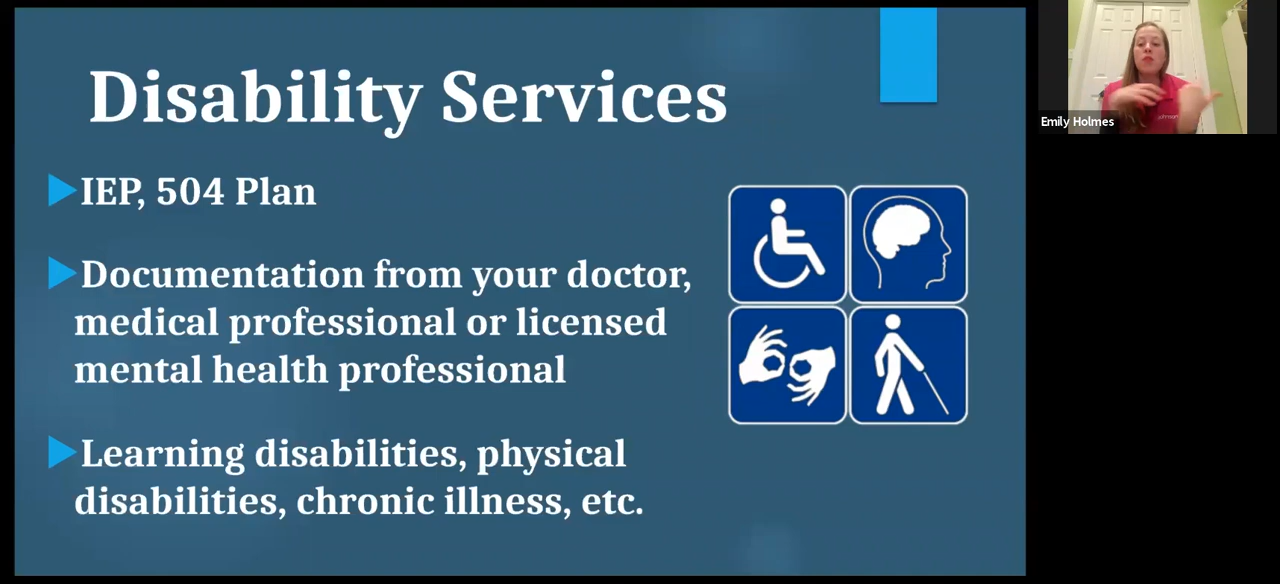 Disability Services
IEP, 504 Plan
Documentation from your doctor,
medical professional or licensed
mental health professional
Learning disabilities, physical
disabilities, chronic illness, etc.
Emily Holmes